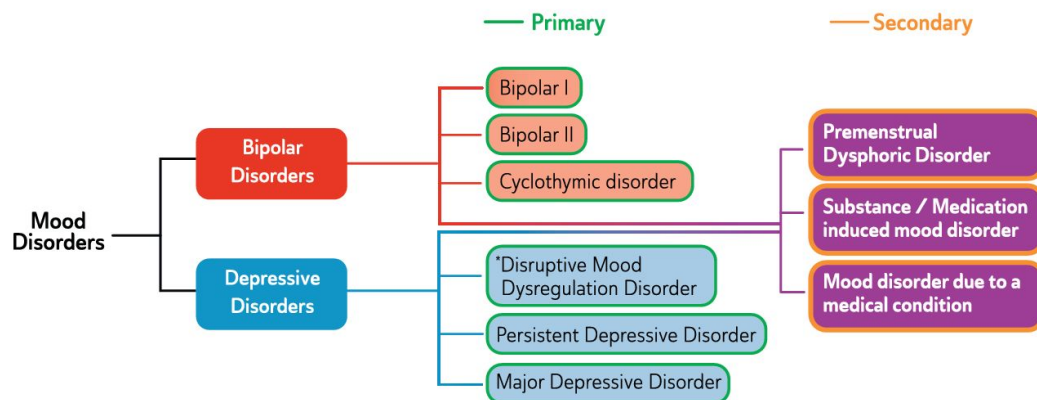 Primary
Secondary
Bipolar I
Bipolar II
Cyclothymic disorder
Bipolar
Disorders
Mood
Disorders
Depressive
Disorders
*Disruptive Mood
Dysregulation Disorder
Persistent Depressive Disorder
Major Depressive Disorder
Premenstrual
Dysphoric Disorder
Substance / Medication
induced mood disorder
Mood disorder due to a
medical condition